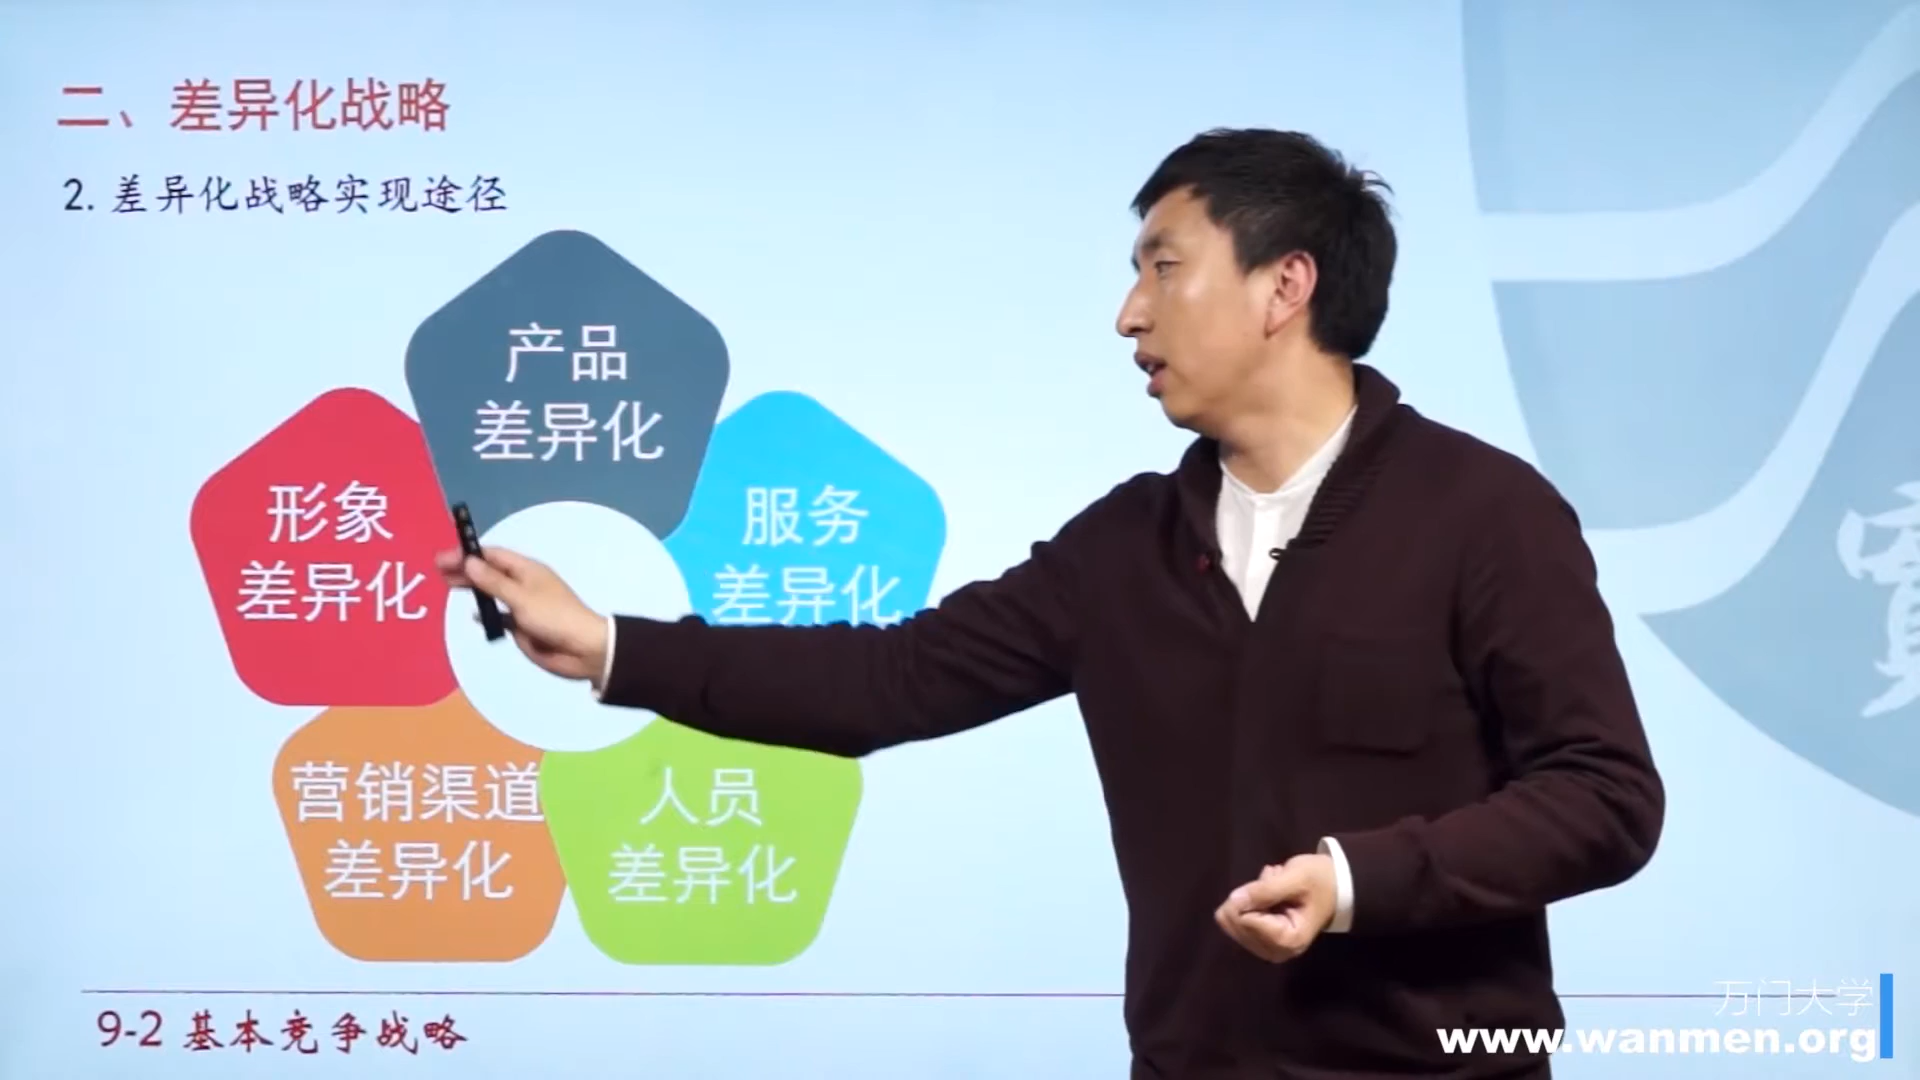 二、差异化战略
2. 差异化战略实现途径
产品
差异化
形象
差异化
服务
差异化
营销渠道
差异化
人员
差异化
9-2 基本竞争战略
万门大学
www.wanmen.org